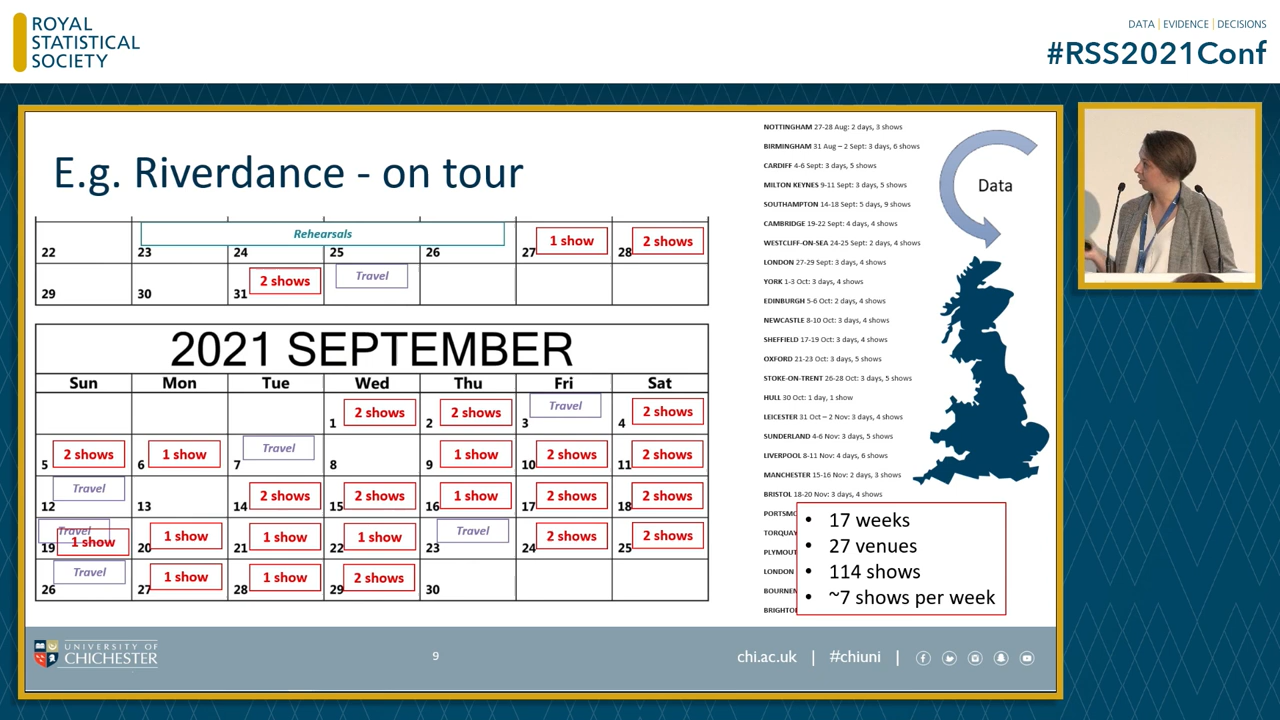 ROYAL
STATISTICAL
SOCIETY
DATA | EVIDENCE | DECISIONS
#RSS2021Conf
E.g. Riverdance - on tour
Rehearsals
1 show
2 shows
22 23 24 25 26 27 28
2 shows
Travel
29 30 31
2021 SEPTEMBER
Sun Mon Tue Wed Thu Fri Sat
2 shows 2 shows Travel 2 shows
1 2 3 4
2 shows 1 show Travel 1 show 2 shows 2 shows
5 6 7 8 9 10 11
Travel 2 shows 2 shows 1 show 2 shows 2 shows
12 13 14 15 16 17 18
Travel 1 show 1 show 1 show 1 show Travel 2 shows 2 shows
19 20 21 22 23 24 25
Travel 1 show 1 show 2 shows
26 27 28 29 30
NOTTINGHAM 27-28 Aug: 2 days, 3 shows
BIRMINGHAM 31 Aug – 2 Sept: 3 days, 6 shows
CARDIFF 4-6 Sept: 3 days, 5 shows
MILTON KEYNES 9-11 Sept: 3 days, 5 shows
SOUTHAMPTON 14-18 Sept: 5 days, 9 shows
CAMBRIDGE 19-22 Sept: 4 days, 4 shows
WESTCLIFF-ON-SEA 24-25 Sept: 2 days, 4 shows
LONDON 27-29 Sept: 3 days, 4 shows
YORK 1-3 Oct: 3 days, 4 shows
EDINBURGH 5-6 Oct: 2 days, 4 shows
NEWCASTLE 8-10 Oct: 3 days, 4 shows
SHEFFIELD 17-19 Oct: 3 days, 4 shows
OXFORD 21-23 Oct: 3 days, 5 shows
STOKE-ON-TRENT 26-28 Oct: 3 days, 5 shows
HULL 30 Oct: 1 day, 1 show
LEICESTER 31 Oct – 2 Nov: 3 days, 4 shows
SUNDERLAND 4-6 Nov: 3 days, 5 shows
LIVERPOOL 8-11 Nov: 4 days, 6 shows
MANCHESTER 15-16 Nov: 2 days, 3 shows
BRISTOL 18-20 Nov: 3 days, 4 shows
PORTSMO
TORQUAY
PLYMOUT
LONDON
BOURNEN
BRIGHTO
Data
• 17 weeks
• 27 venues
• 114 shows
• ~7 shows per week
UNIVERSITY OF
CHICHESTER
9
chi.ac.uk | #chiuni |